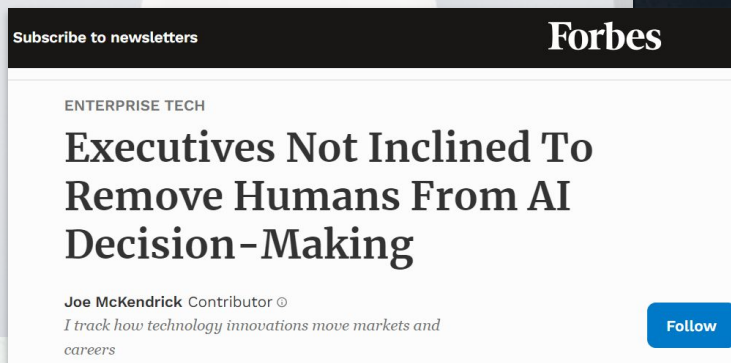 Subscribe to newsletters
Forbes
ENTERPRISE TECH
Executives Not Inclined To
Remove Humans From AI
Decision-Making
Joe McKendrick Contributor
I track how technology innovations move markets and
careers
Follow